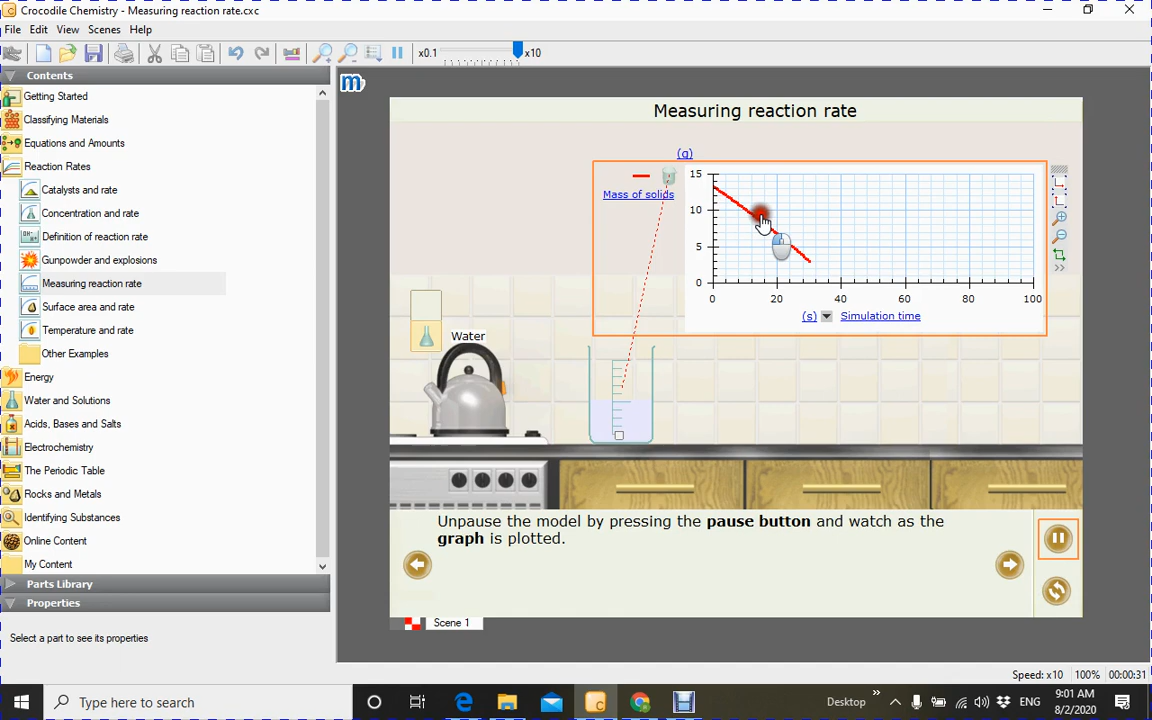 Crocodile Chemistry - Measuring reaction rate.cxc
File Edit View Scenes Help
x0.1 x10
Contents
Getting Started
Classifying Materials
Equations and Amounts
Reaction Rates
Catalysts and rate
Concentration and rate
Definition of reaction rate
Gunpowder and explosions
Measuring reaction rate
Surface area and rate
Temperature and rate
Other Examples
Energy
Water and Solutions
Acids, Bases and Salts
Electrochemistry
The Periodic Table
Rocks and Metals
Identifying Substances
Online Content
My Content
Parts Library
Properties
Select a part to see its properties
m
Measuring reaction rate
(g)
Mass of solids
15
10
5
0
0 20 40 60 80 100
(s) Simulation time
Water
Unpause the model by pressing the pause button and watch as the
graph is plotted.
Scene 1
Speed: x10 100% 00:00:31
Type here to search
Desktop
ENG
9:01 AM
8/2/2020